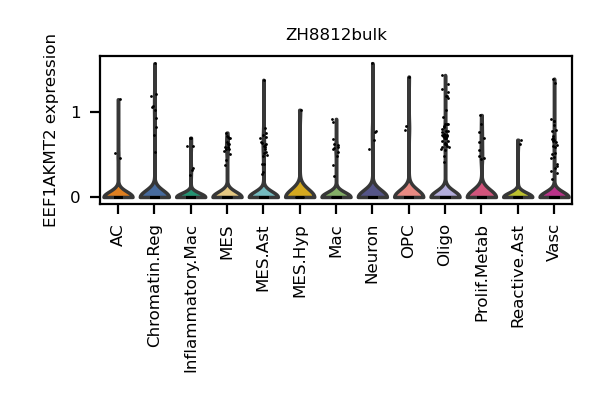 ZH8812bulk
EEF1AKMT2 expression
1
0
AC
Chromatin.Reg
Inflammatory.Mac
MES
MES.Ast
MES.Hyp
Mac
Neuron
OPC
Oligo
Prolif.Metab
Reactive.Ast
Vasc